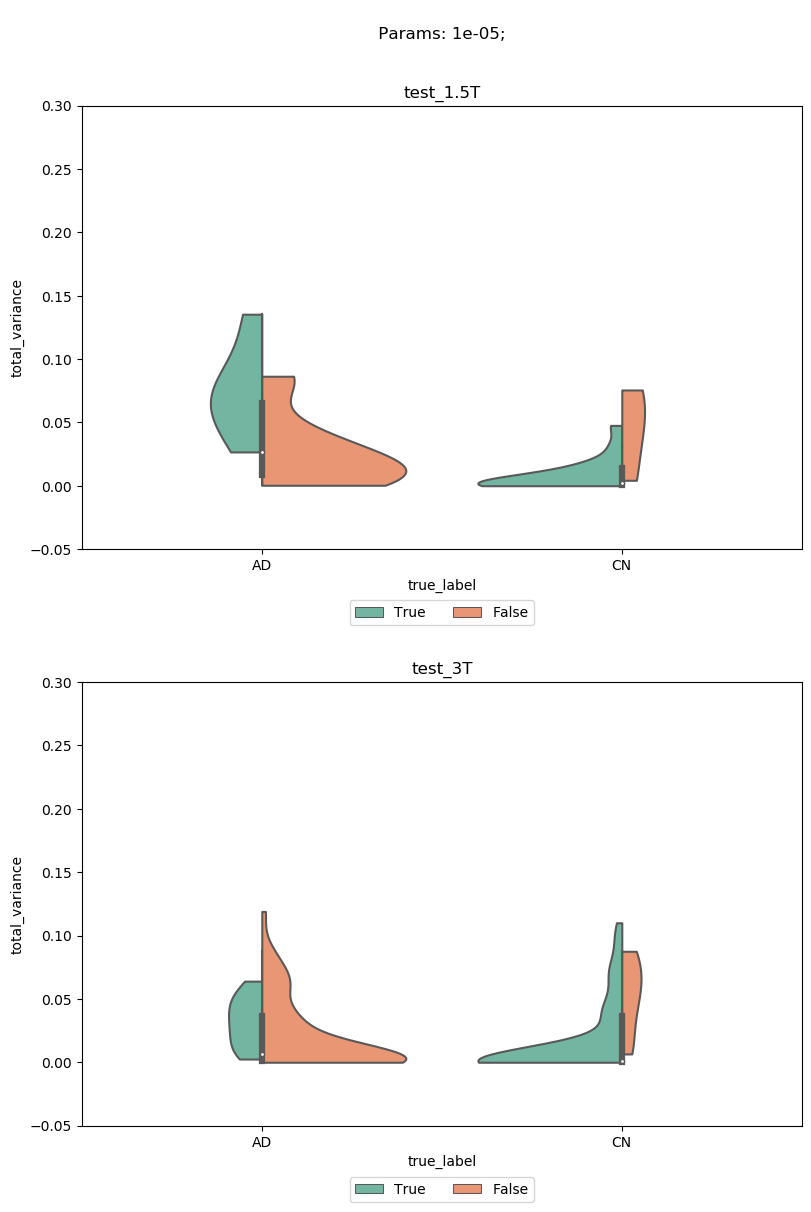 Params: 1e-05;
test_1.5T
0.30
0.25
0.20
0.15
0.10
0.05
0.00
−0.05
total_variance
AD CN
true_label
True False
test_3T
0.30
0.25
0.20
0.15
0.10
0.05
0.00
−0.05
total_variance
AD CN
true_label
True False